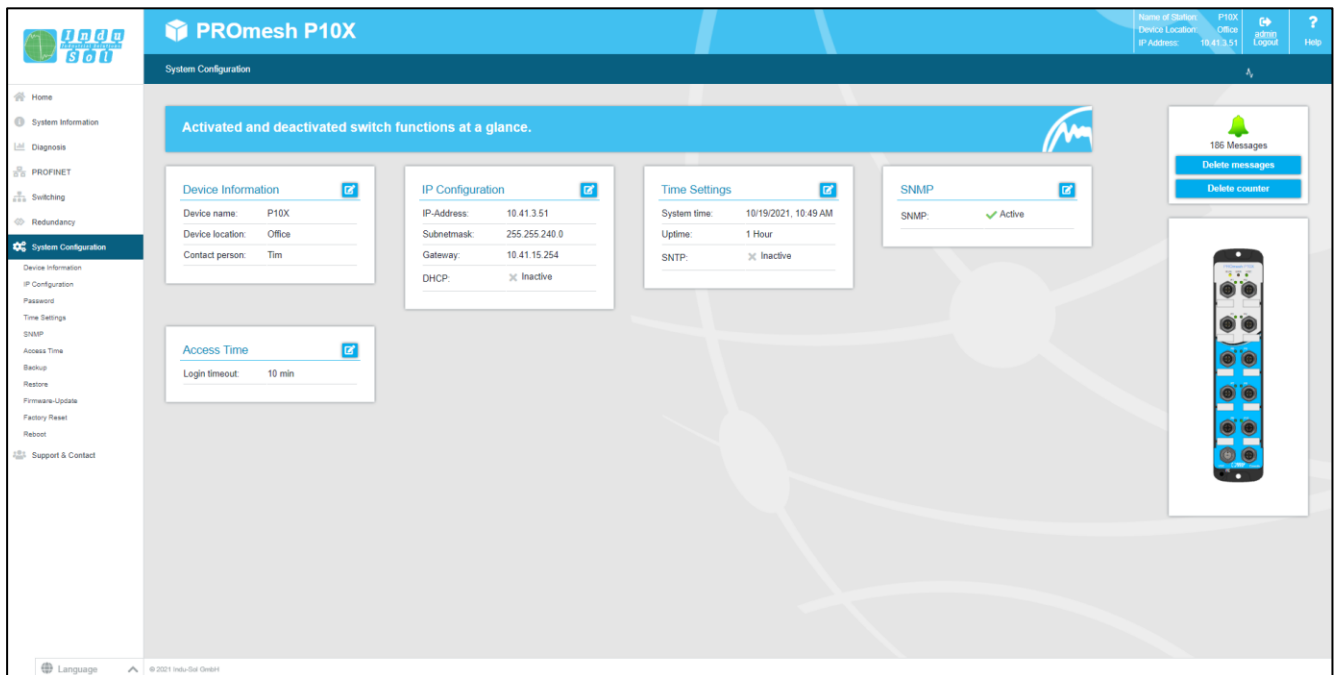 Indu
Industrial Solutions
Sol
PROmesh P10X
Name of Station: P10X
Device Location: Office
IP Address: 10.41.3.51
admin
Logout
?
Help
System Configuration
Home
System Information
Diagnosis
PROFINET
Switching
Redundancy
System Configuration
Device Information
IP Configuration
Password
Time Settings
SNMP
Access Time
Backup
Restore
Firmware-Update
Factory Reset
Reboot
Support & Contact
Activated and deactivated switch functions at a glance.
Device Information
Device name: P10X
Device location: Office
Contact person: Tim
IP Configuration
IP-Address: 10.41.3.51
Subnetmask: 255.255.240.0
Gateway: 10.41.15.254
DHCP: Inactive
Time Settings
System time: 10/19/2021, 10:49 AM
Uptime: 1 Hour
SNTP: Inactive
SNMP
SNMP: Active
Access Time
Login timeout: 10 min
186 Messages
Delete messages
Delete counter
Language
© 2021 Indu-Sol GmbH